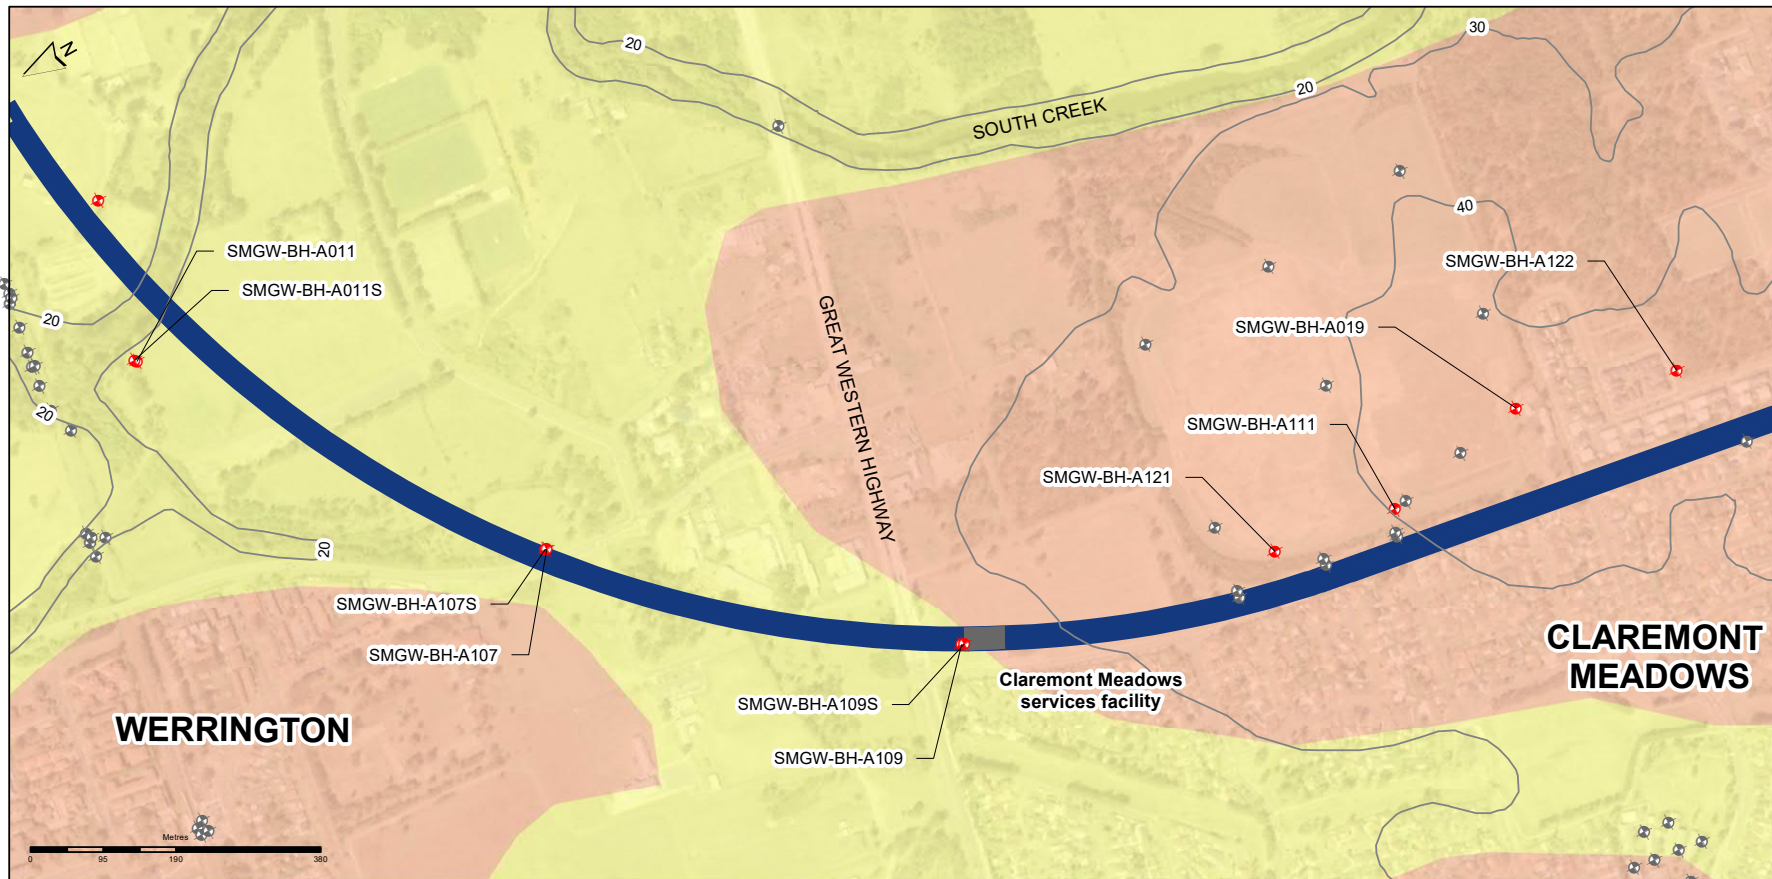 N
20
30
20
SOUTH CREEK
40
SMGW-BH-A011
SMGW-BH-A122
SMGW-BH-A011S
20
SMGW-BH-A019
GREAT WESTERN HIGHWAY
20
SMGW-BH-A111
SMGW-BH-A121
20
SMGW-BH-A107S
SMGW-BH-A107
CLAREMONT
MEADOWS
Claremont Meadows
services facility
SMGW-BH-A109S
WERRINGTON
SMGW-BH-A109
Metres
0 95 190 380